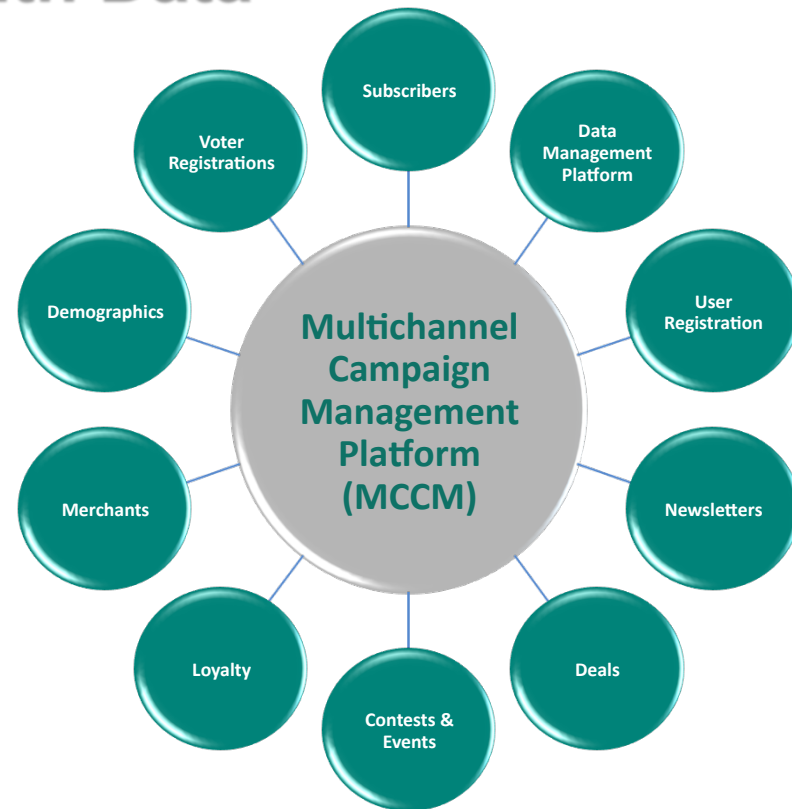 Data
Subscribers
Data
Management
Platform
User
Registration
Newsletters
Deals
Contests &
Events
Loyalty
Merchants
Demographics
Voter
Registrations
Multichannel
Campaign
Management
Platform
(MCCM)